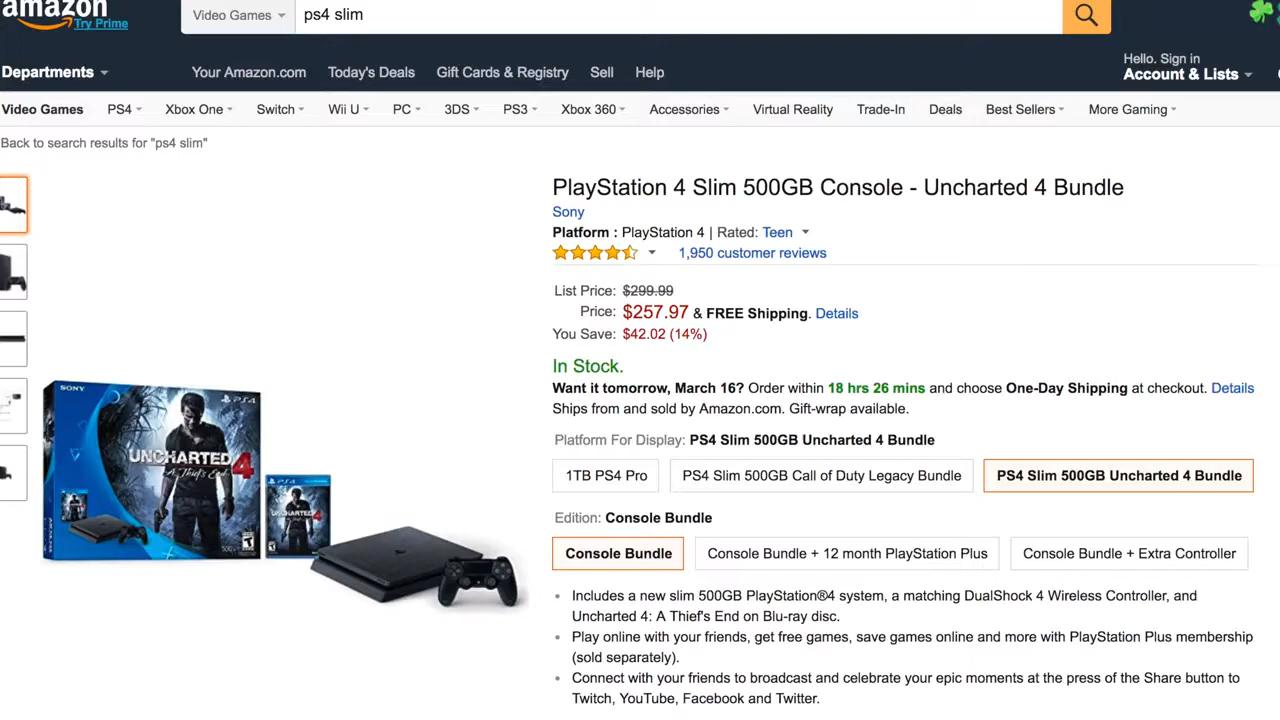 amazon
Try Prime
Video Games
ps4 slim
Hello. Sign in
Departments
Your Amazon.com
Today's Deals
Gift Cards & Registry
Sell
Help
Account & Lists
Video Games
PS4
Xbox One
Switch
Wii U
PC
3DS
PS3
Xbox 360
Accessories
Virtual Reality
Trade-In
Deals
Best Sellers
More Gaming
Back to search results for "ps4 slim"
PlayStation 4 Slim 500GB Console - Uncharted 4 Bundle
Sony
Platform : PlayStation 4 | Rated: Teen
1,950 customer reviews
List Price: $299.99
Price: $257.97 & FREE Shipping. Details
You Save: $42.02 (14%)
In Stock.
Want it tomorrow, March 16? Order within 18 hrs 26 mins and choose One-Day Shipping at checkout. Details
Ships from and sold by Amazon.com. Gift-wrap available.
Platform For Display: PS4 Slim 500GB Uncharted 4 Bundle
1TB PS4 Pro
PS4 Slim 500GB Call of Duty Legacy Bundle
PS4 Slim 500GB Uncharted 4 Bundle
Edition: Console Bundle
Console Bundle
Console Bundle + 12 month PlayStation Plus
Console Bundle + Extra Controller
Includes a new slim 500GB PlayStation®4 system, a matching DualShock 4 Wireless Controller, and
Uncharted 4: A Thief's End on Blu-ray disc.
Play online with your friends, get free games, save games online and more with PlayStation Plus membership
(sold separately).
Connect with your friends to broadcast and celebrate your epic moments at the press of the Share button to
Twitch, YouTube, Facebook and Twitter.
SONY
PS4
UNCHARTED 4
A Thief's End
PS4
UNCHARTED 4